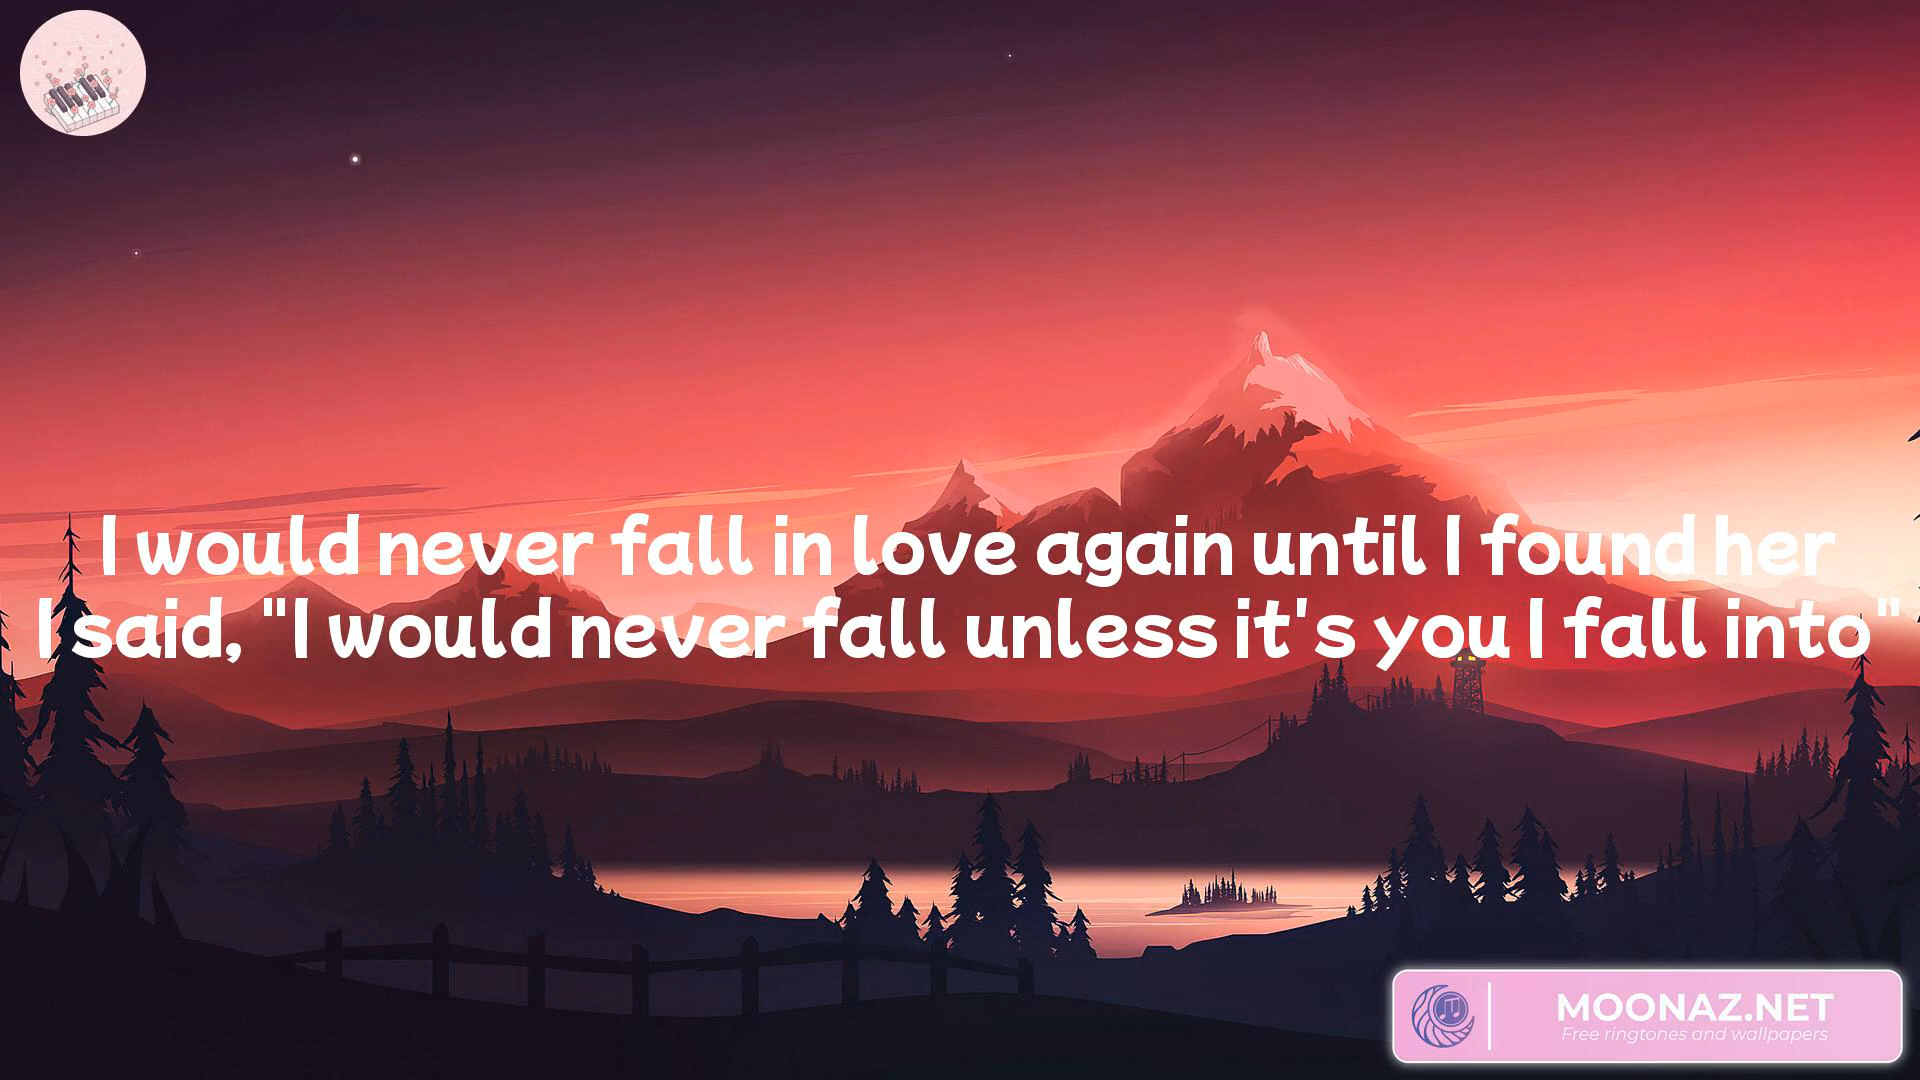 I would never fall in love again until I found her
I said, "I would never fall unless it's you I fall into"
MOONAZ.NET
Free ringtones and wallpapers